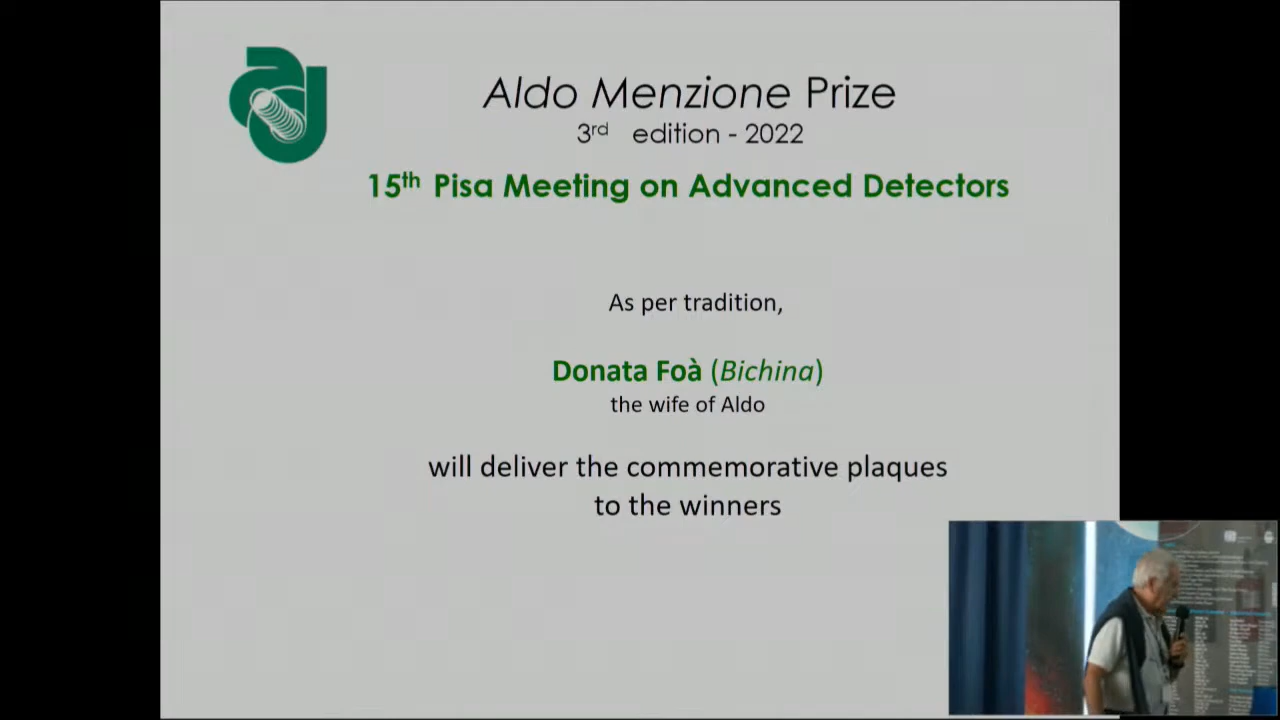 Aldo Menzione Prize
3rd edition - 2022
15th Pisa Meeting on Advanced Detectors
As per tradition,
Donata Foà (Bichina)
the wife of Aldo
will deliver the commemorative plaques
to the winners